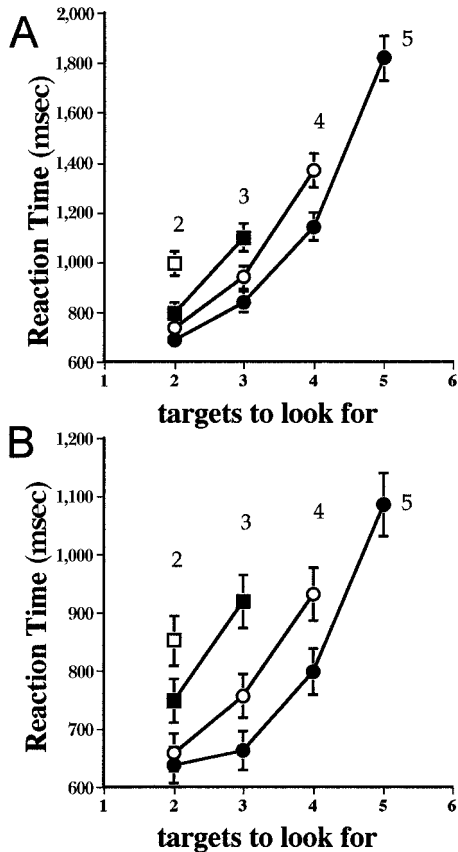 A
2,000
1,800
1,600
1,400
1,200
1,000
800
600
Reaction Time (msec)
2
3
4
5
1 2 3 4 5 6
targets to look for
B
1,200
1,100
1,000
900
800
700
600
Reaction Time (msec)
2
3
4
5
1 2 3 4 5 6
targets to look for